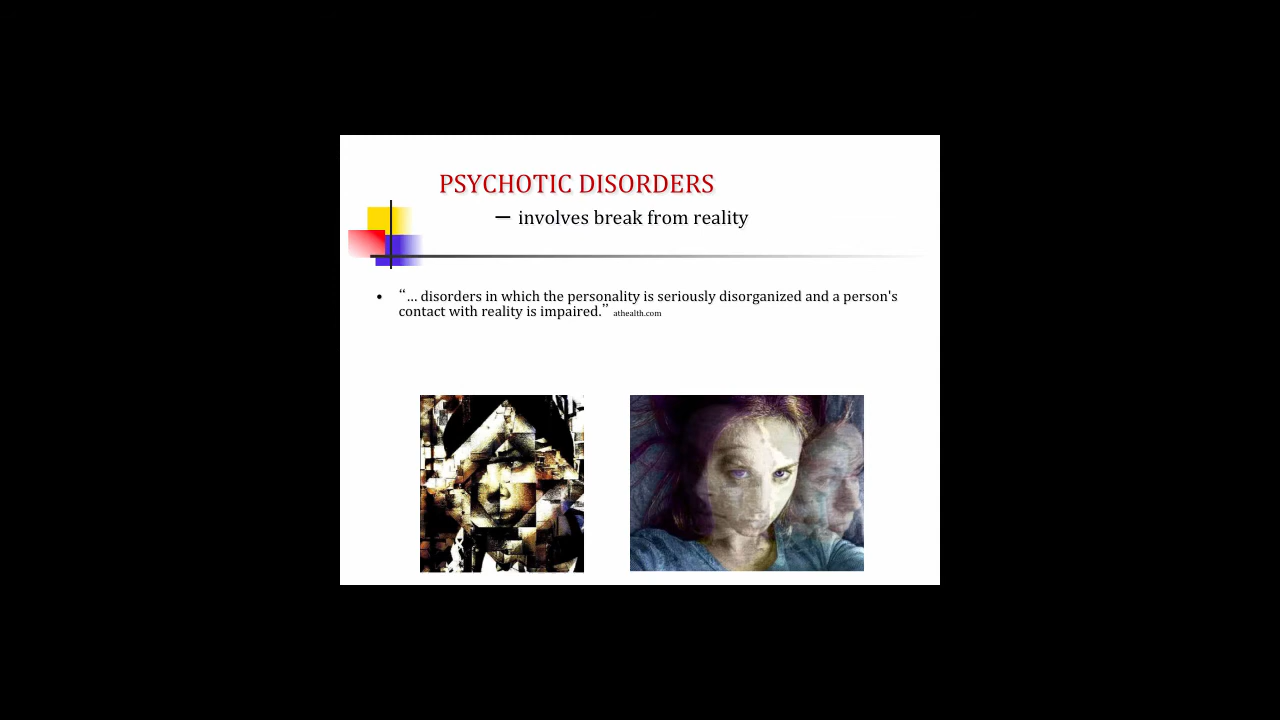 PSYCHOTIC DISORDERS
– involves break from reality
• “… disorders in which the personality is seriously disorganized and a person's
contact with reality is impaired.” athealth.com